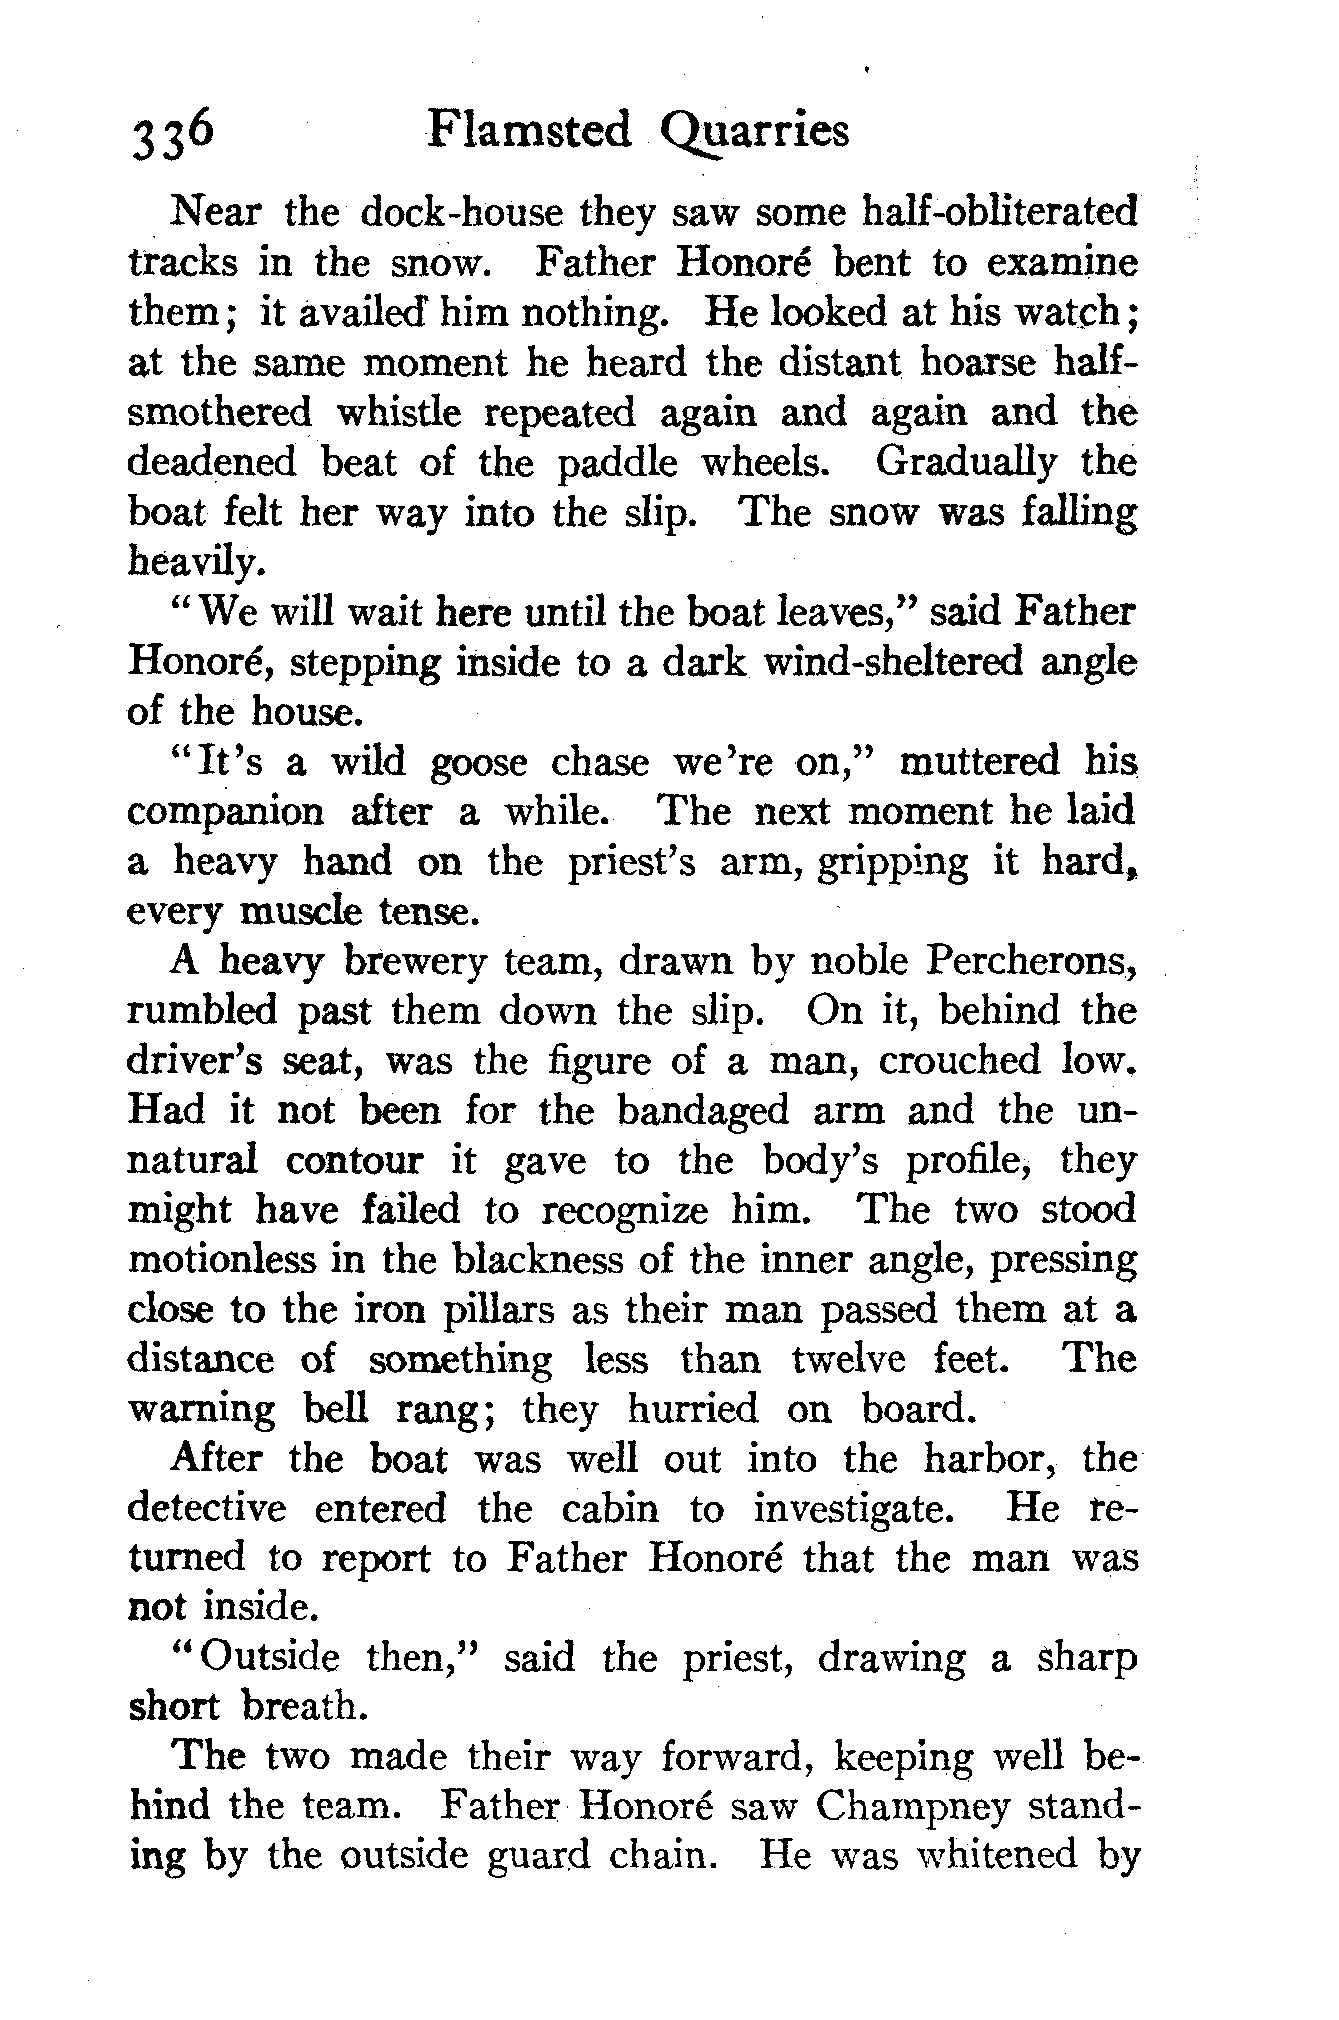 336 Flamsted Quarries
Near the dock-house they saw some half-obliterated
tracks in the snow. Father Honoré bent to examine
them; it availed him nothing. He looked at his watch;
at the same moment he heard the distant hoarse half-
smothered whistle repeated again and again and the
deadened beat of the paddle wheels. Gradually the
boat felt her way into the slip. The snow was falling
heavily.
"We will wait here until the boat leaves," said Father
Honoré, stepping inside to a dark wind-sheltered angle
of the house.
"It's a wild goose chase we're on," muttered his
companion after a while. The next moment he laid
a heavy hand on the priest's arm, gripping it hard,
every muscle tense.
A heavy brewery team, drawn by noble Percherons,
rumbled past them down the slip. On it, behind the
driver's seat, was the figure of a man, crouched low.
Had it not been for the bandaged arm and the un-
natural contour it gave to the body's profile, they
might have failed to recognize him. The two stood
motionless in the blackness of the inner angle, pressing
close to the iron pillars as their man passed them at a
distance of something less than twelve feet. The
warning bell rang; they hurried on board.
After the boat was well out into the harbor, the
detective entered the cabin to investigate. He re-
turned to report to Father Honoré that the man was
not inside.
"Outside then," said the priest, drawing a sharp
short breath.
The two made their way forward, keeping well be-
hind the team. Father Honoré saw Champney stand-
ing by the outside guard chain. He was whitened by